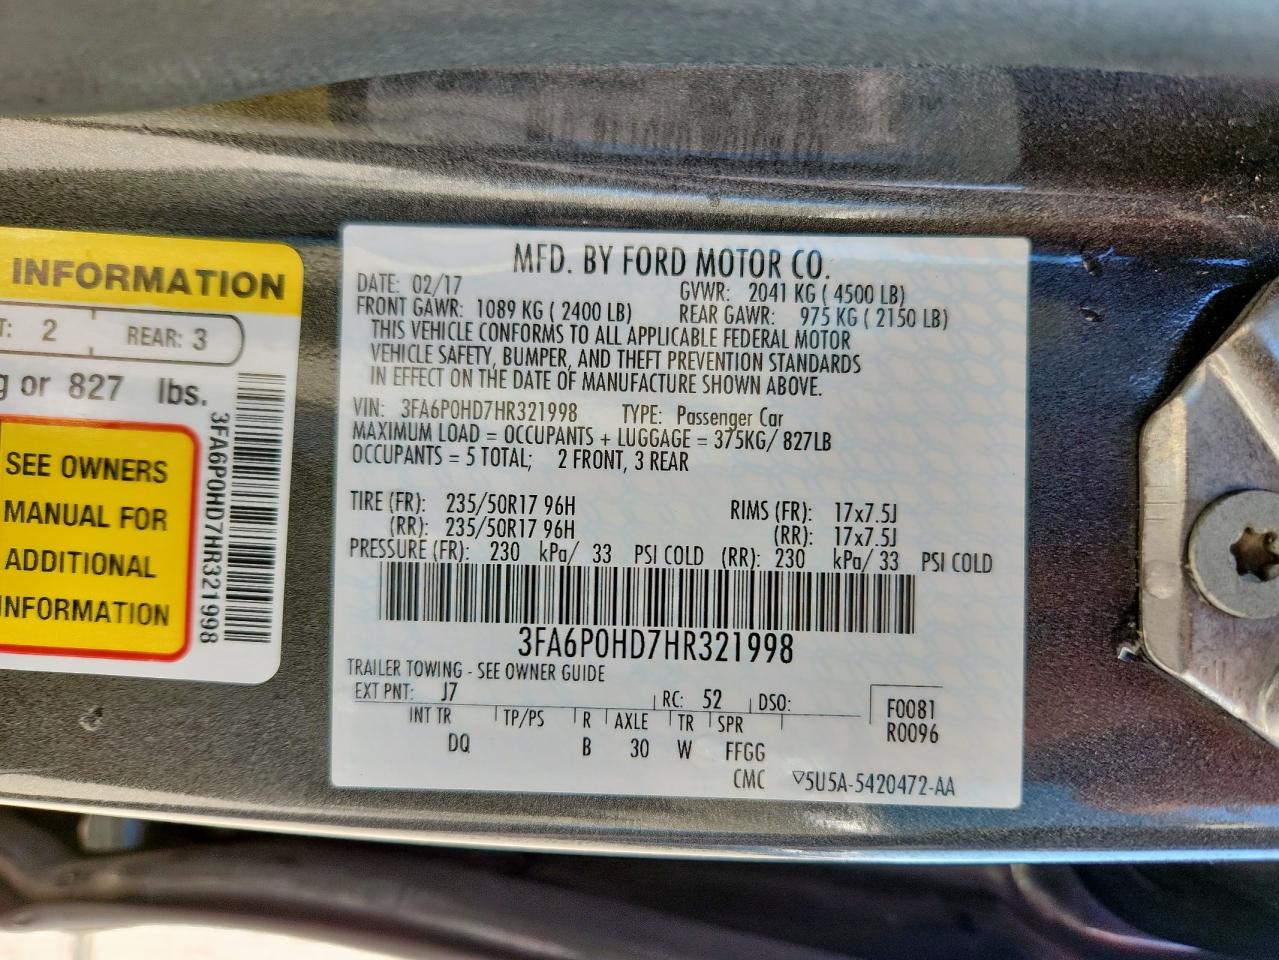 INFORMATION
T: 2 REAR: 3
g or 827 lbs.
SEE OWNERS
MANUAL FOR
ADDITIONAL
INFORMATION
3FA6P0HD7HR321998
MFD. BY FORD MOTOR CO.
DATE: 02/17 GVWR: 2041 KG ( 4500 LB)
FRONT GAWR: 1089 KG ( 2400 LB) REAR GAWR: 975 KG ( 2150 LB)
THIS VEHICLE CONFORMS TO ALL APPLICABLE FEDERAL MOTOR
VEHICLE SAFETY, BUMPER, AND THEFT PREVENTION STANDARDS
IN EFFECT ON THE DATE OF MANUFACTURE SHOWN ABOVE.
VIN: 3FA6P0HD7HR321998 TYPE: Passenger Car
MAXIMUM LOAD = OCCUPANTS + LUGGAGE = 375KG/ 827LB
OCCUPANTS = 5 TOTAL; 2 FRONT, 3 REAR
TIRE (FR): 235/50R17 96H RIMS (FR): 17x7.5J
(RR): 235/50R17 96H (RR): 17x7.5J
PRESSURE (FR): 230 kPa/ 33 PSI COLD (RR): 230 kPa/ 33 PSI COLD
3FA6P0HD7HR321998
TRAILER TOWING - SEE OWNER GUIDE
EXT PNT: J7 RC: 52 DSO:
INT TR TP/PS R AXLE TR SPR
DQ B 30 W FFGG
F0081
R0096
CMC ▽5U5A-5420472-AA